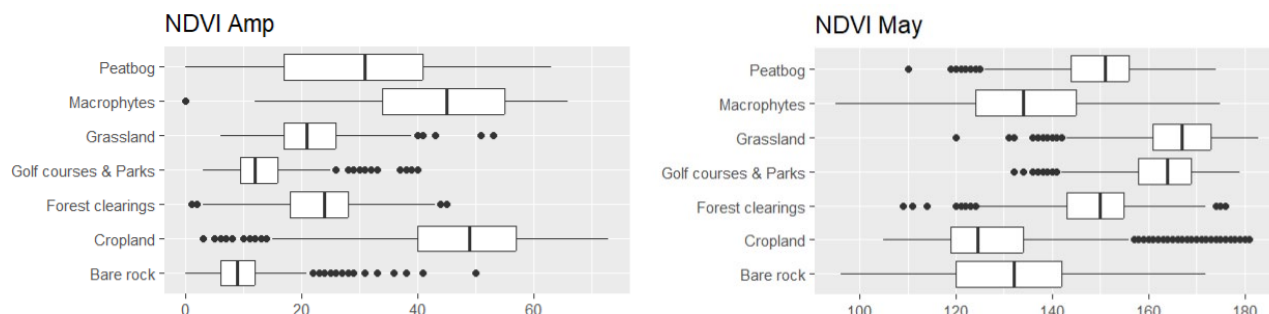 NDVI Amp
Peatbog
Macrophytes
Grassland
Golf courses & Parks
Forest clearings
Cropland
Bare rock
0 20 40 60
NDVI May
Peatbog
Macrophytes
Grassland
Golf courses & Parks
Forest clearings
Cropland
Bare rock
100 120 140 160 180